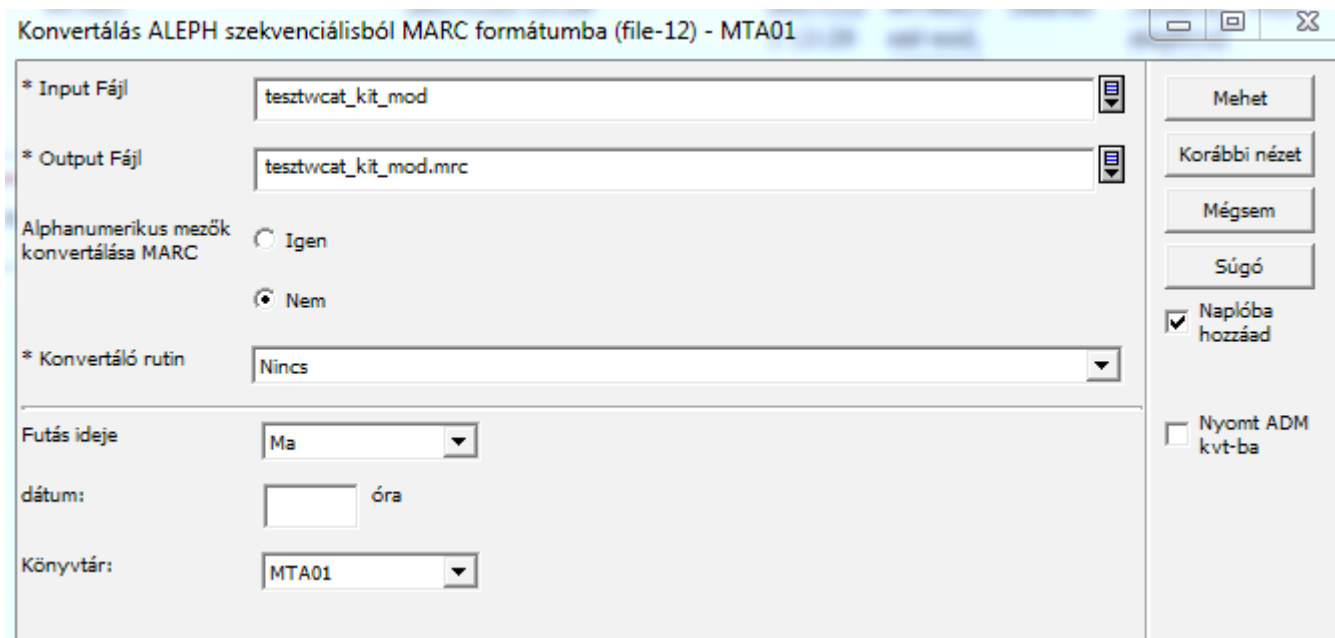 Konvertálás ALEPH szekvenciálisból MARC formátumba (file-12) - MTA01
* Input Fájl
tesztwcat_kit_mod
Mehet
* Output Fájl
tesztwcat_kit_mod.mrc
Korábbi nézet
Mégsem
Alphanumerikus mezők
konvertálása MARC
Igen
Súgó
Nem
Naplóba
hozzáad
* Konvertáló rutin
Nincs
Futás ideje
Ma
Nyomt ADM
kvt-ba
dátum:
óra
Könyvtár:
MTA01